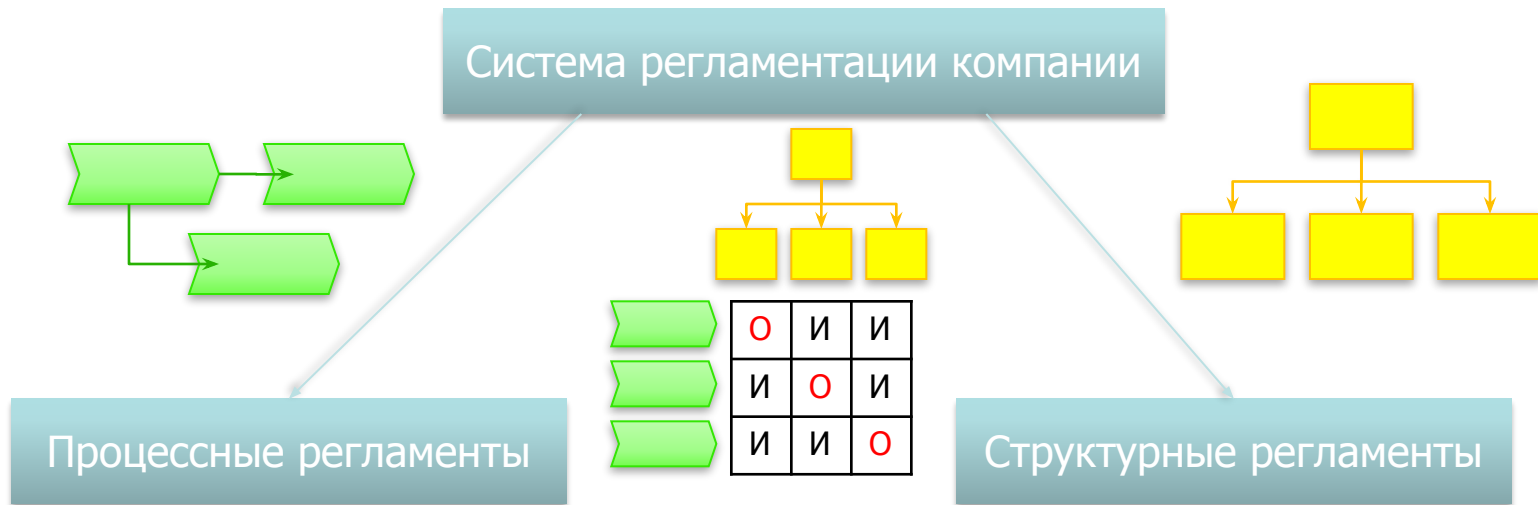 Система регламентации компании
О И И
И О И
И И О
Процессные регламенты
Структурные регламенты